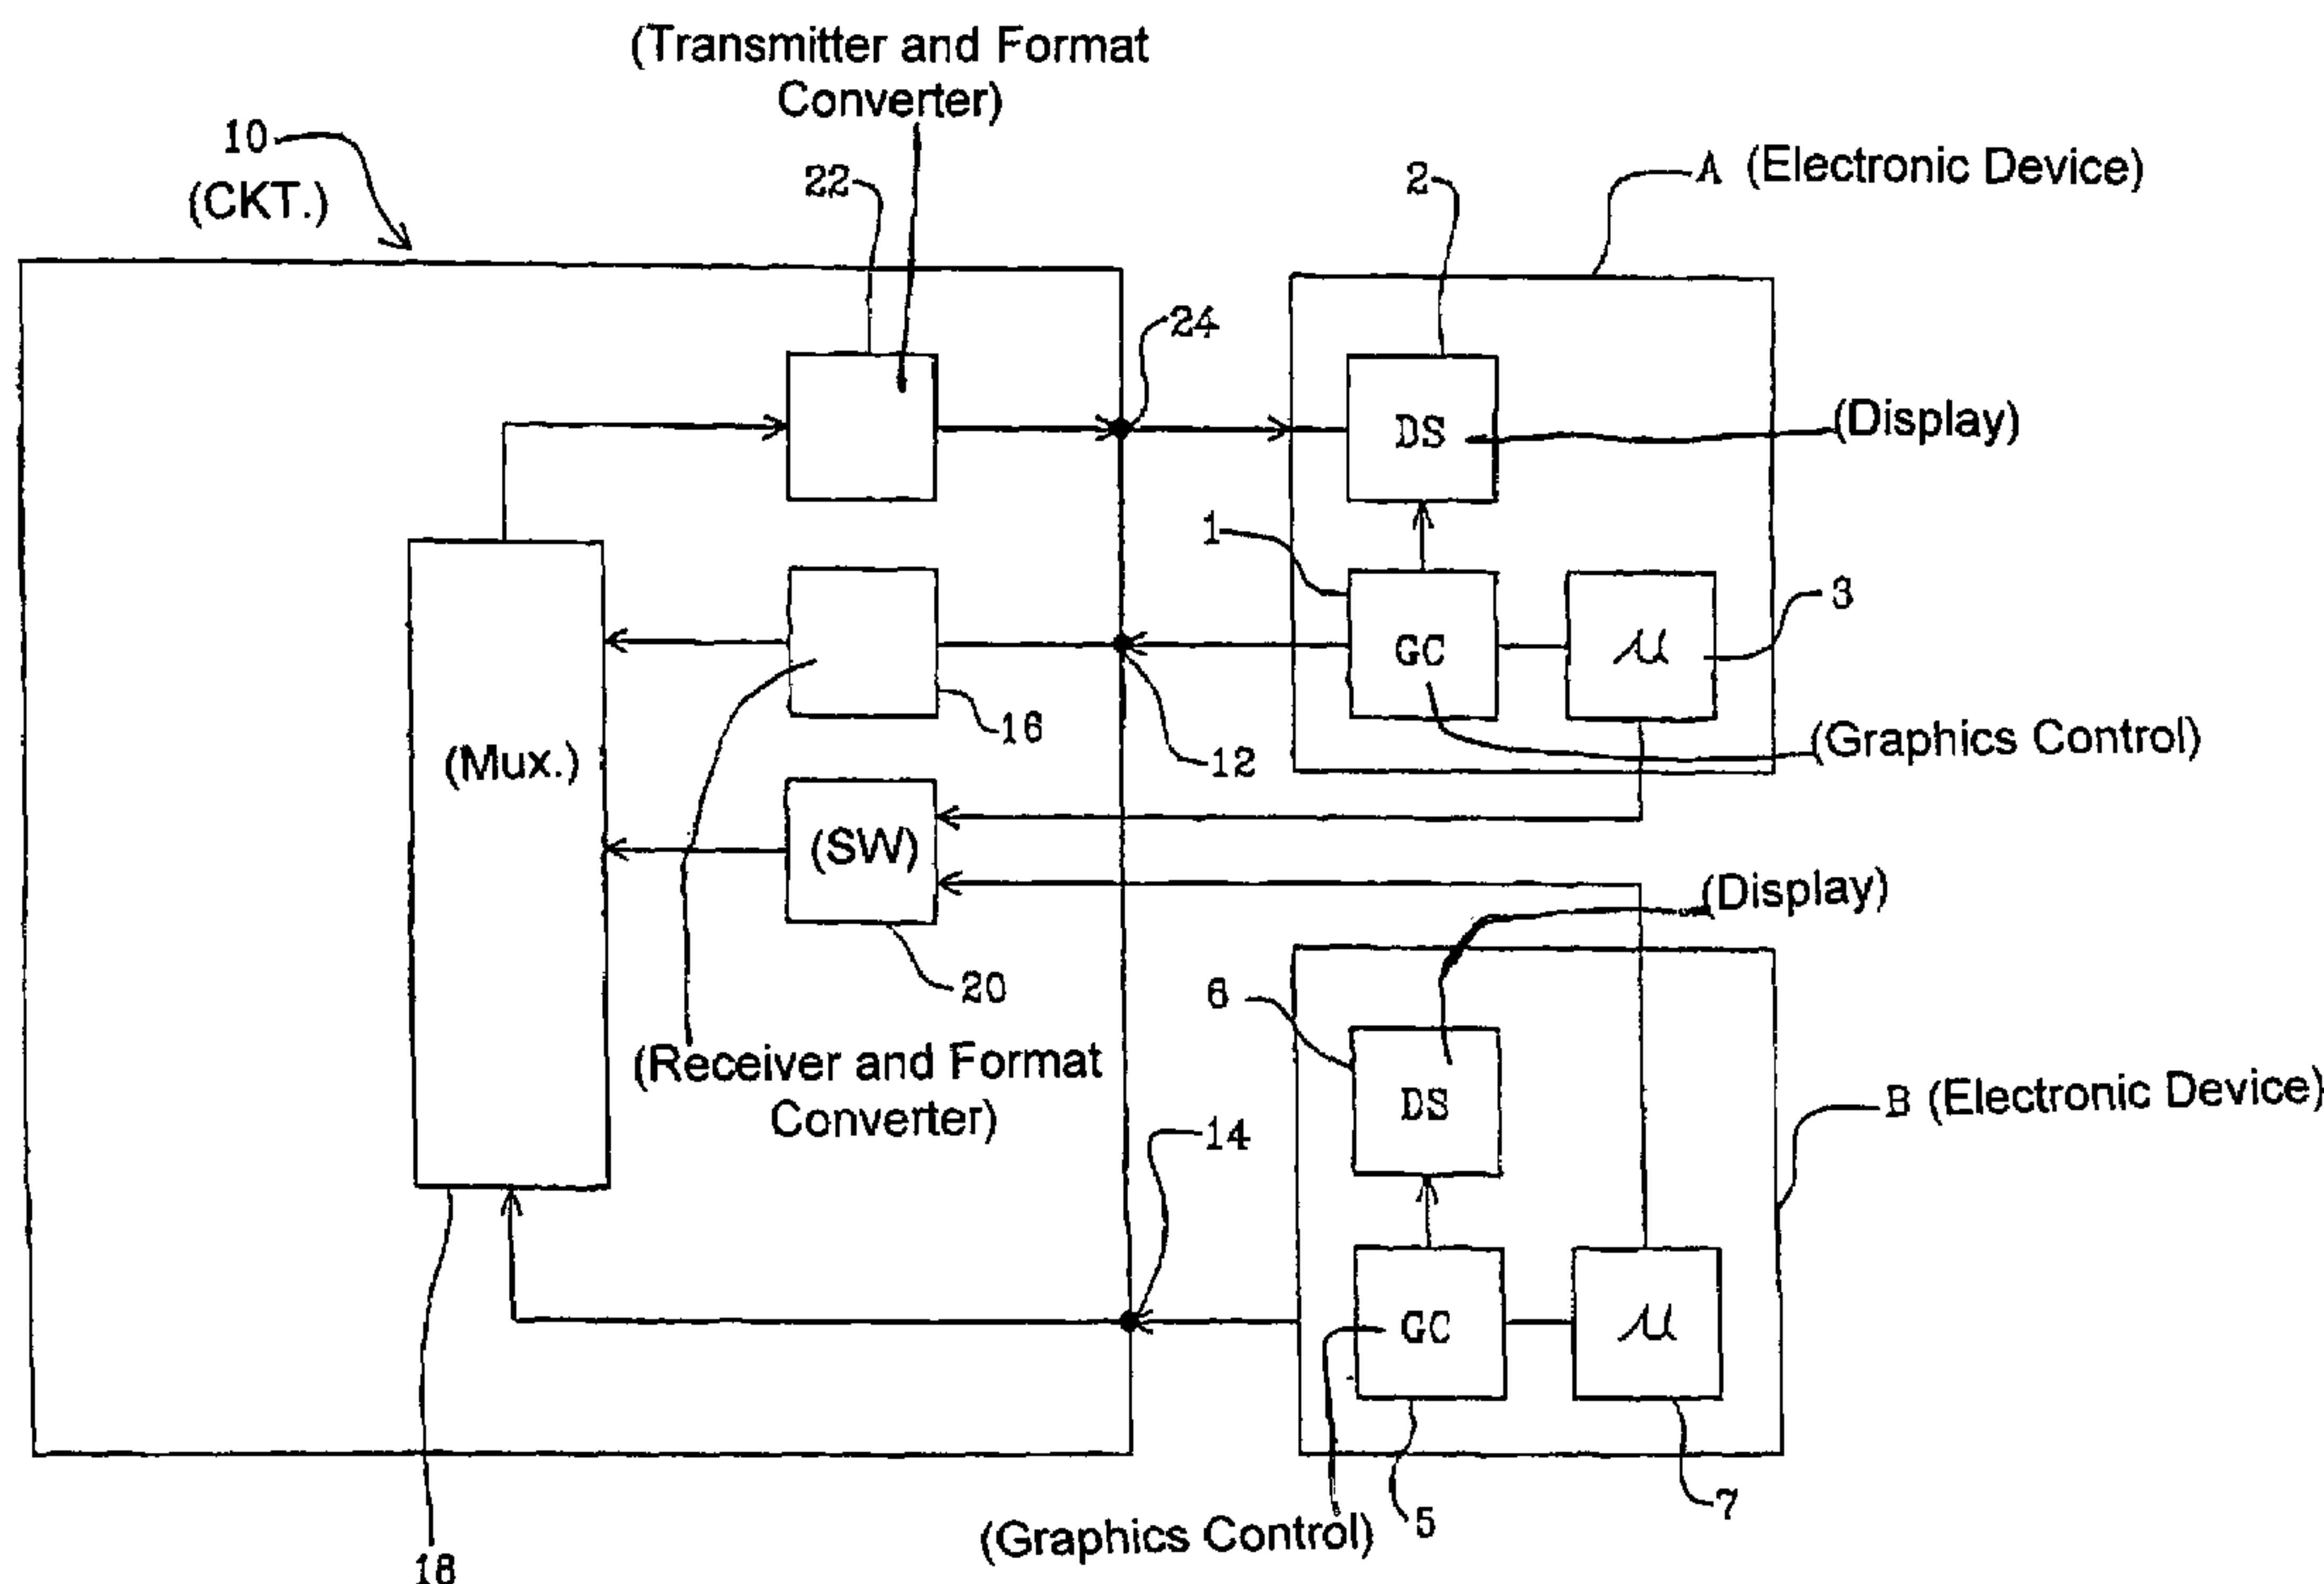 (Transmitter and Format
Converter)
10
(CKT.)
22
2
A (Electronic Device)
24
DS
(Display)
1
GC
μ
3
16
12
(Graphics Control)
(Mux.)
(SW)
20
(Display)
6
DS
(Receiver and Format
Converter)
14
B (Electronic Device)
GC
μ
(Graphics Control)
5
7
18